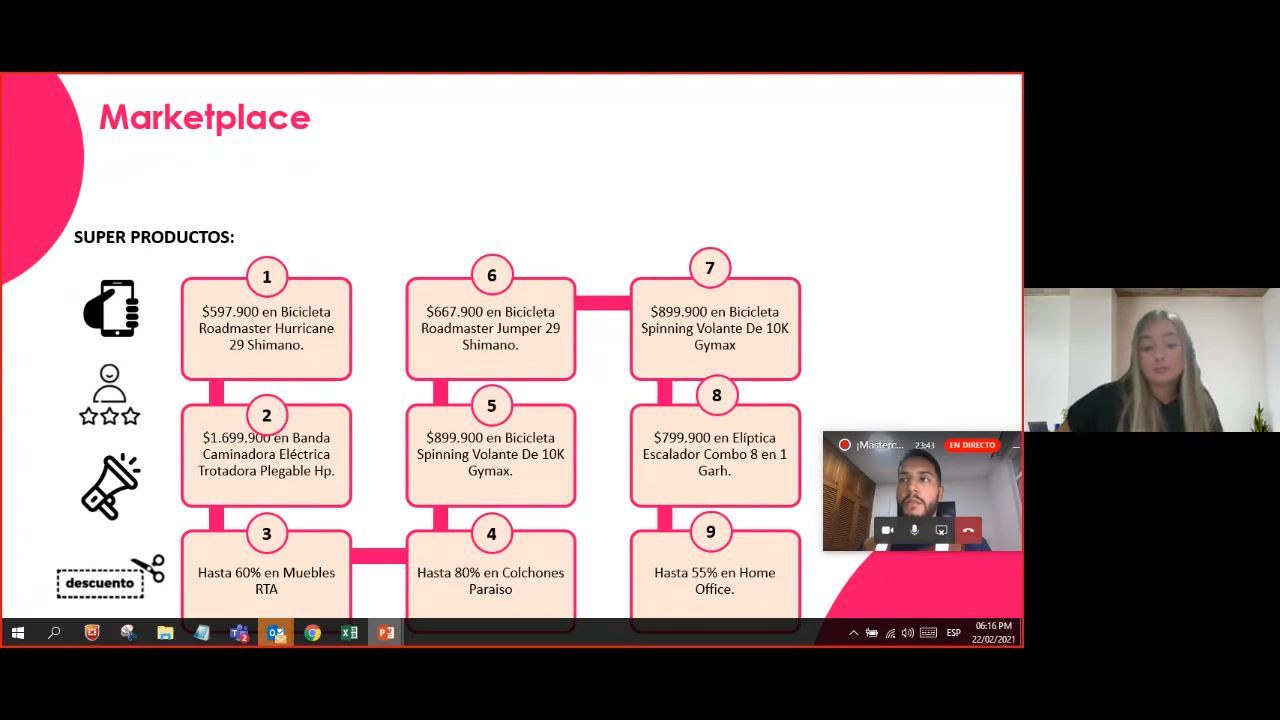 Marketplace
SUPER PRODUCTOS:
1
$597.900 en Bicicleta
Roadmaster Hurricane
29 Shimano.
2
$1.699.900 en Banda
Caminadora Eléctrica
Trotadora Plegable Hp.
3
Hasta 60% en Muebles
RTA
4
Hasta 80% en Colchones
Paraiso
5
$899.900 en Bicicleta
Spinning Volante De 10K
Gymax.
6
$667.900 en Bicicleta
Roadmaster Jumper 29
Shimano.
7
$899.900 en Bicicleta
Spinning Volante De 10K
Gymax
8
$799.900 en Elíptica
Escalador Combo 8 en 1
Garh.
9
Hasta 55% en Home
Office.
descuento
¡Masterc... 23:43 EN DIRECTO
ESP
06:16 PM
22/02/2021